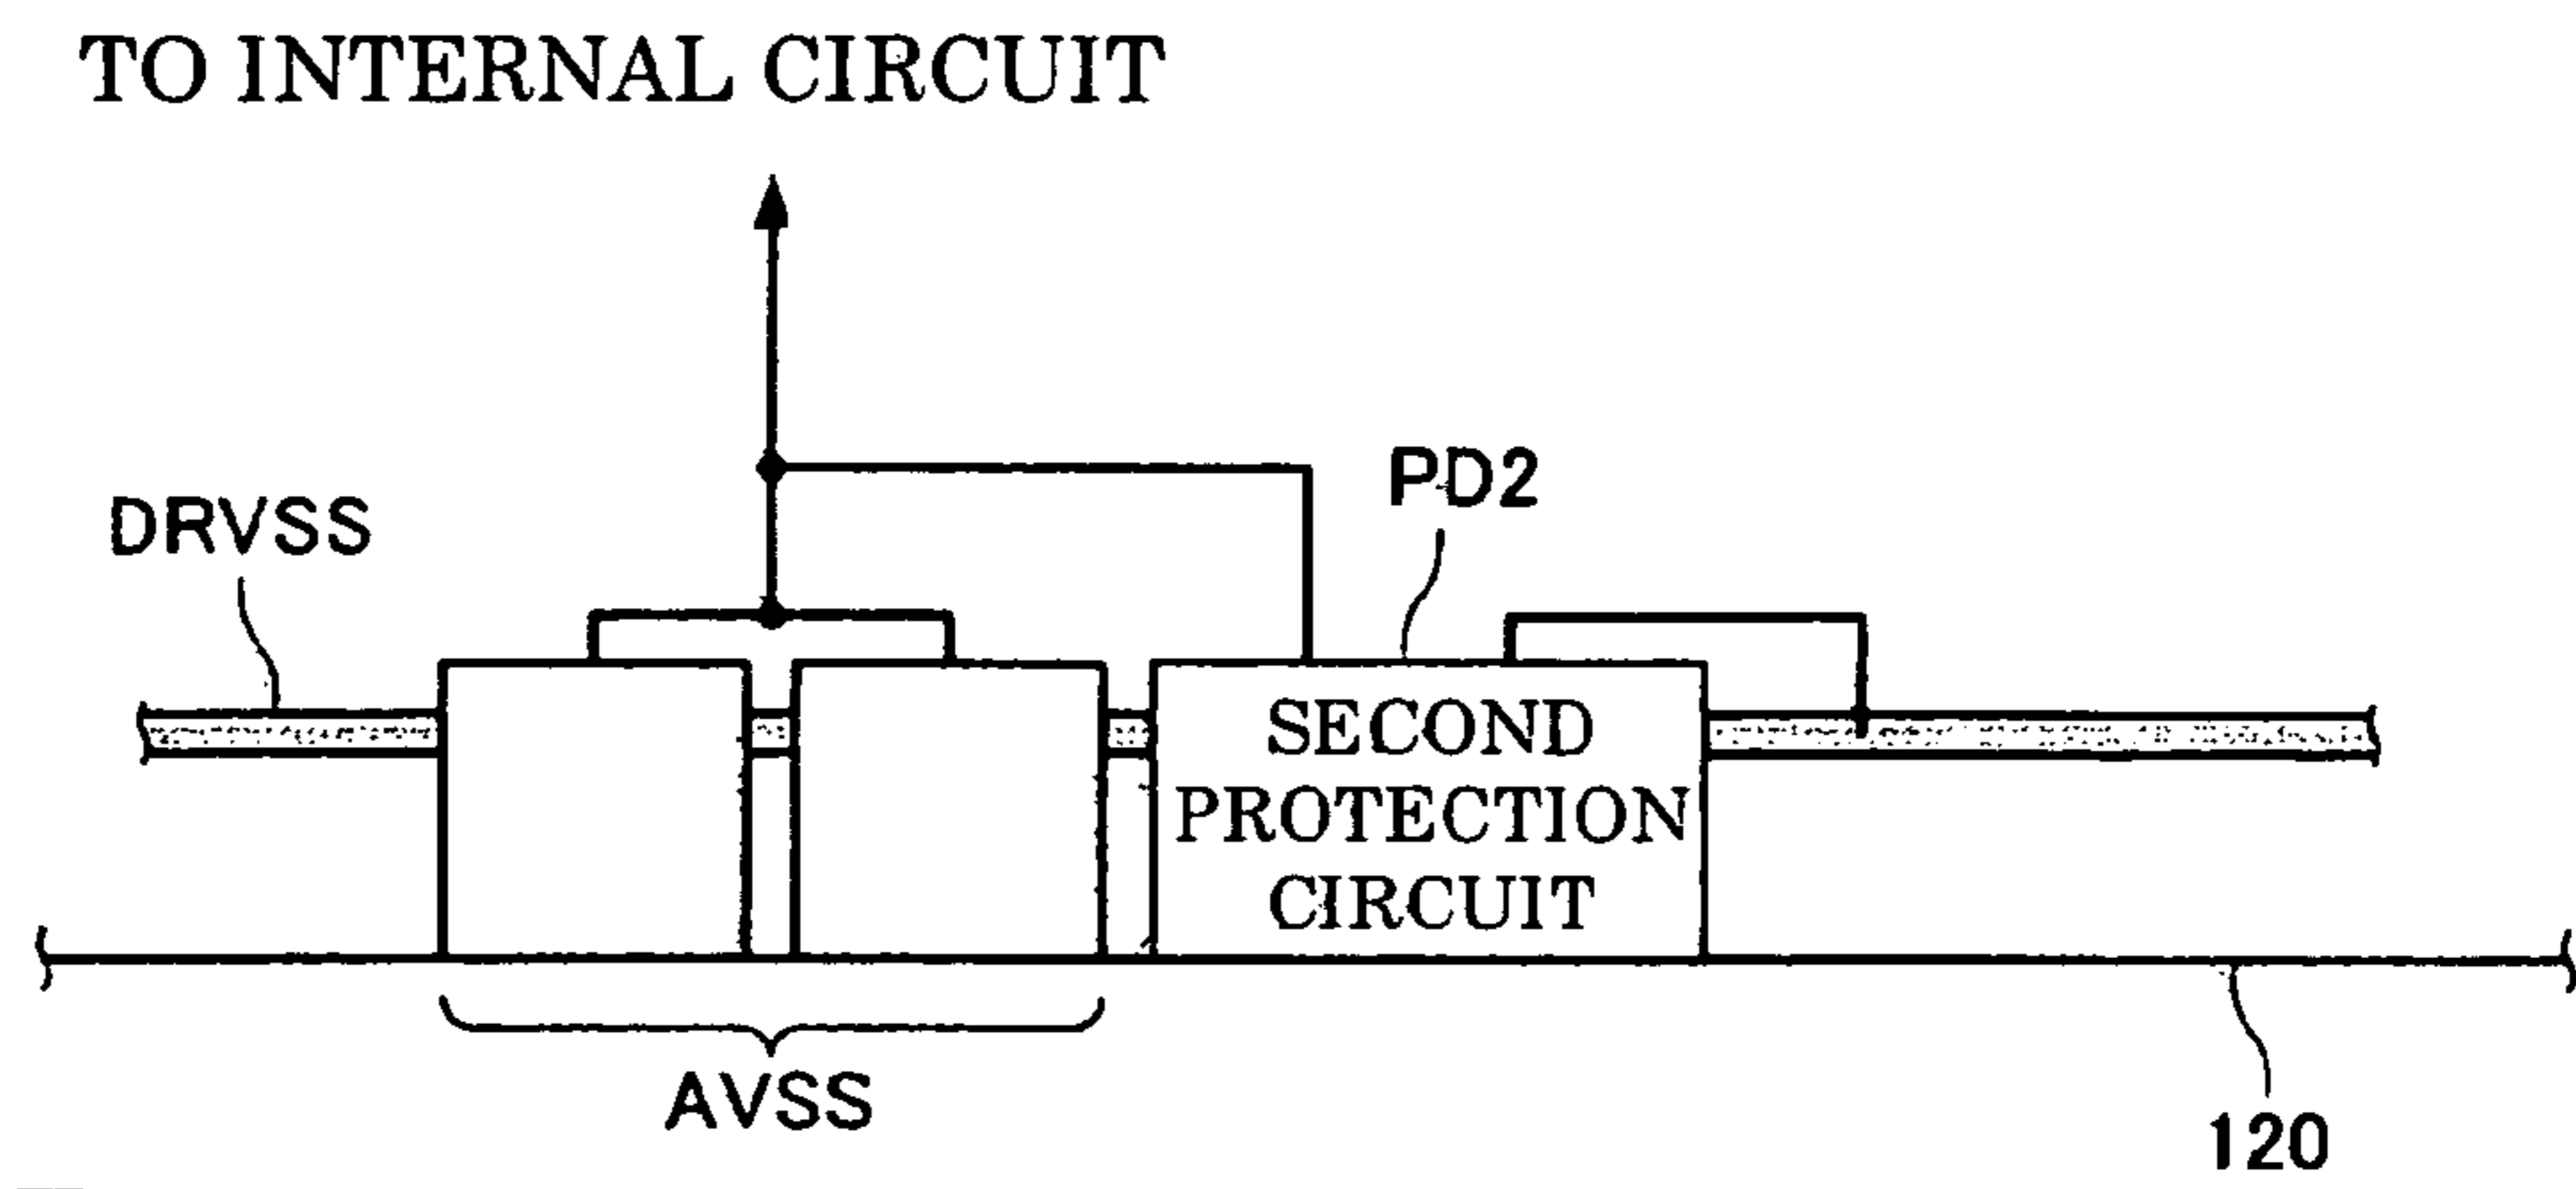 TO INTERNAL CIRCUIT
DRVSS
PD2
SECOND
PROTECTION
CIRCUIT
AVSS
120